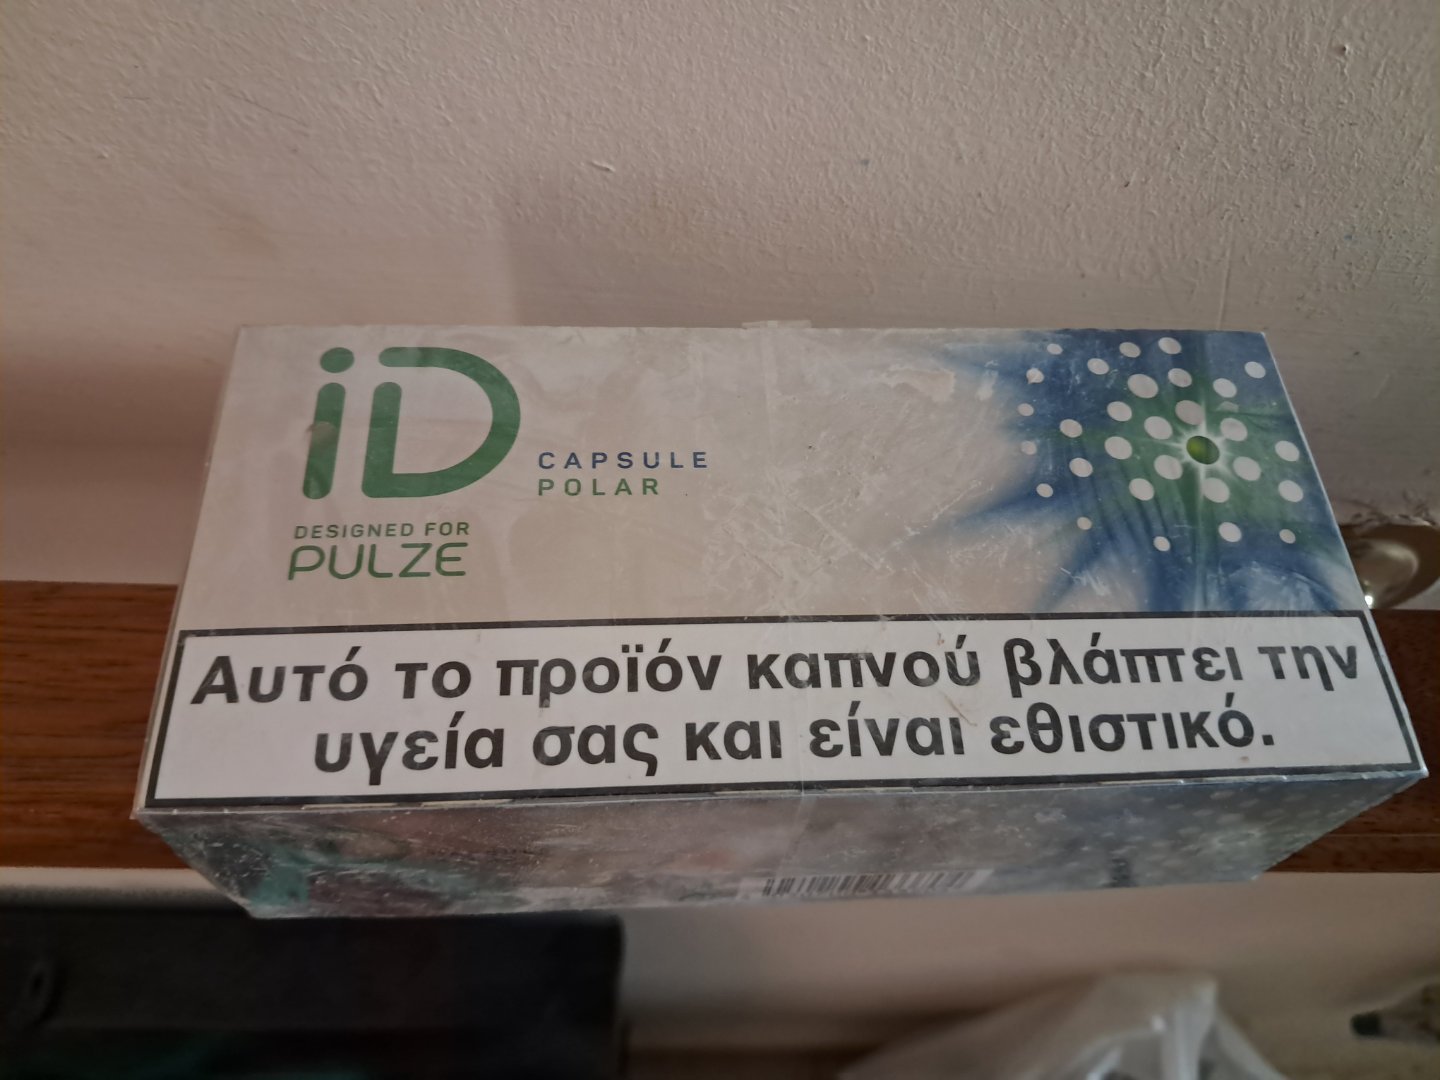 iD
CAPSULE
POLAR
DESIGNED FOR
PULZE
Αυτό το προϊόν καπνού βλάπτει την
υγεία σας και είναι εθιστικό.